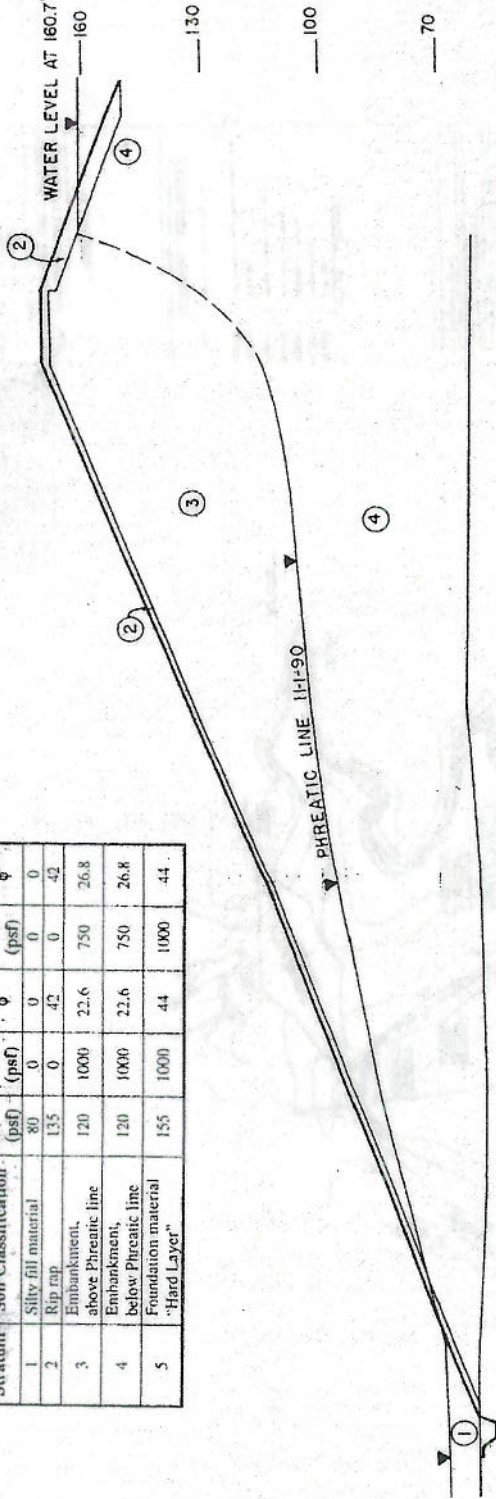 Stratum Soil Classification (psf) (psf) φ (psf) φ
1 Silty fill material 80 0 0 0 0
2 Rip rap 135 0 42 0 42
3 Embankment, above Phreatic line 120 1000 22.6 750 26.8
4 Embankment, below Phreatic line 120 1000 22.6 750 26.8
5 Foundation material "Hard Layer" 155 1000 44 1000 44
WATER LEVEL AT 160.7'
160
130
100
70
PHREATIC LINE 11-1-90
2
4
3
2
4
1